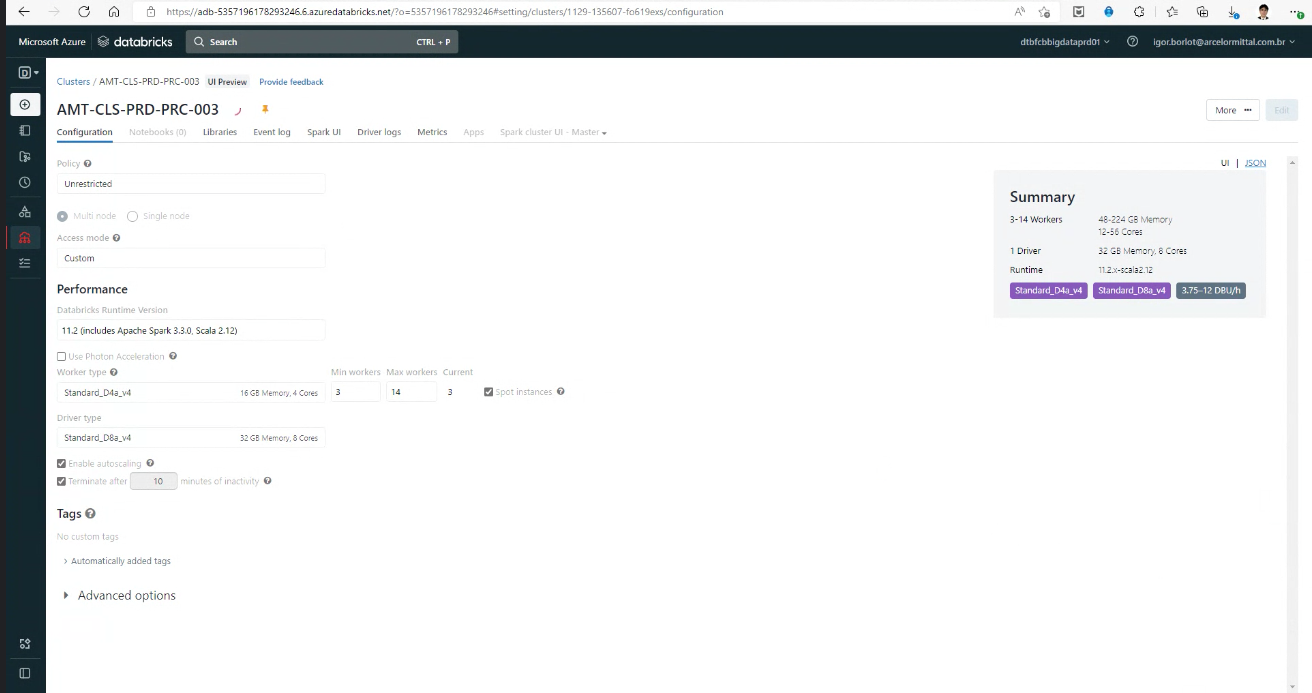 https://adb-5357196178293246.6.azuredatabricks.net/?o=5357196178293246#setting/clusters/1129-135607-fo619exs/configuration
Microsoft Azure databricks Search CTRL + P dtbfcbbigdataprd01 igor.borlot@arcelormittal.com.br
D
Clusters / AMT-CLS-PRD-PRC-003 UI Preview Provide feedback
AMT-CLS-PRD-PRC-003 More Edit
Configuration Notebooks (0) Libraries Event log Spark UI Driver logs Metrics Apps Spark cluster UI - Master
UI | JSON
Policy
Unrestricted
Multi node Single node
Access mode
Custom
Performance
Databricks Runtime Version
11.2 (includes Apache Spark 3.3.0, Scala 2.12)
Use Photon Acceleration
Worker type Min workers Max workers Current
Standard_D4a_v4 16 GB Memory, 4 Cores 3 14 3 Spot instances
Driver type
Standard_D8a_v4 32 GB Memory, 8 Cores
Enable autoscaling
Terminate after 10 minutes of inactivity
Tags
No custom tags
Automatically added tags
Advanced options
Summary
3-14 Workers 48-224 GB Memory
12-56 Cores
1 Driver 32 GB Memory, 8 Cores
Runtime 11.2.x-scala2.12
Standard_D4a_v4 Standard_D8a_v4 3.75–12 DBU/h